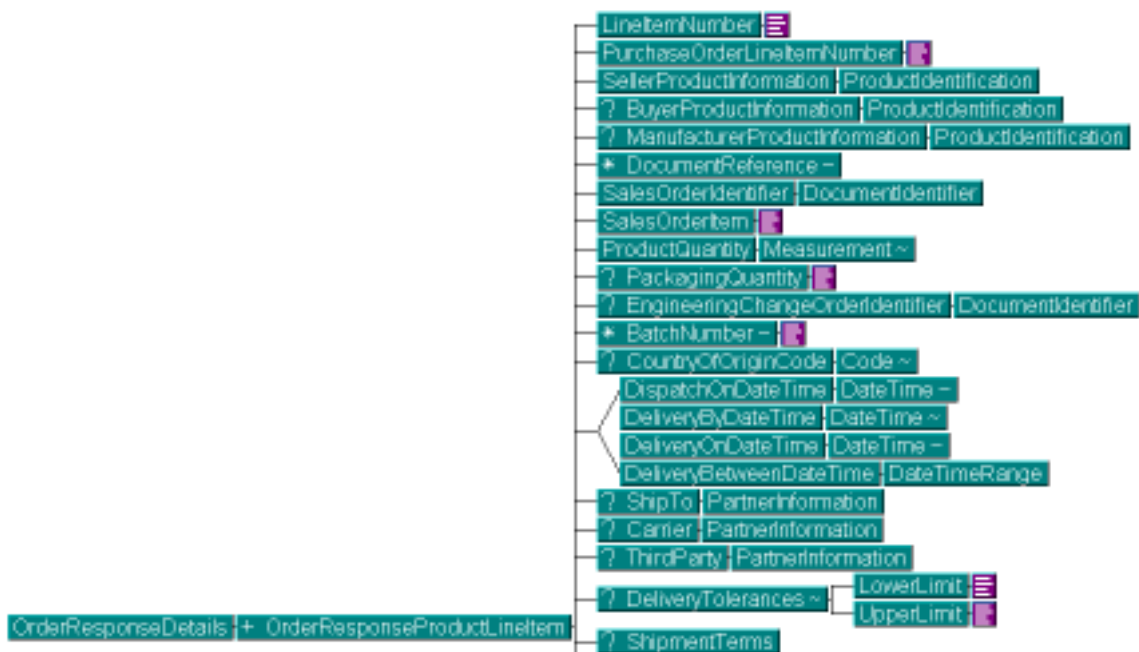 LineItemNumber
PurchaseOrderLineItemNumber
SellerProductInformation ProductIdentification
? BuyerProductInformation ProductIdentification
? ManufacturerProductInformation ProductIdentification
* DocumentReference ~
SalesOrderIdentifier DocumentIdentifier
SalesOrderItem
ProductQuantity Measurement ~
? PackagingQuantity
? EngineeringChangeOrderIdentifier DocumentIdentifier
* BatchNumber ~
? CountryOfOriginCode Code ~
DispatchOnDateTime DateTime ~
DeliveryByDateTime DateTime ~
DeliveryOnDateTime DateTime ~
DeliveryBetweenDateTime DateTimeRange
? ShipTo PartnerInformation
? Carrier PartnerInformation
? ThirdParty PartnerInformation
LowerLimit
? DeliveryTolerances ~
UpperLimit
OrderResponseDetails + OrderResponseProductLineItem
? ShipmentTerms